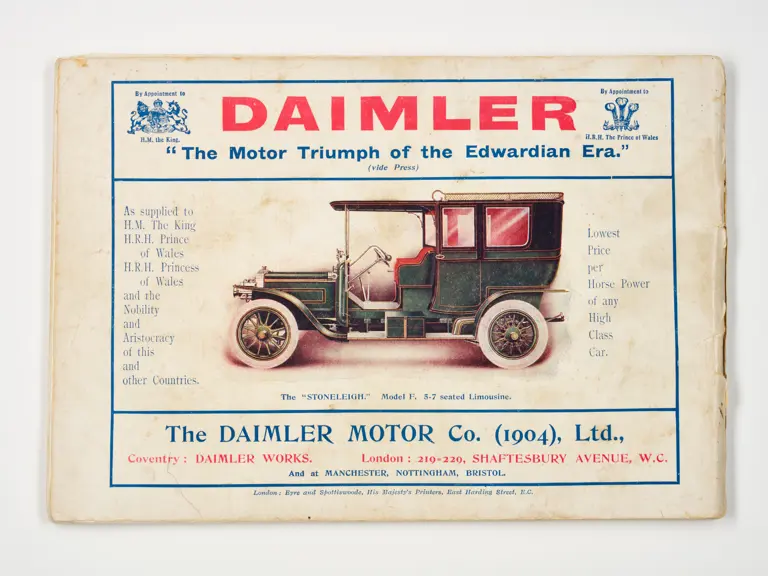 By Appointment to
H.M. the King.
DAIMLER
By Appointment to
H.R.H. The Prince of Wales
"The Motor Triumph of the Edwardian Era."
(vide Press)
As supplied to
H.M. The King
H.R.H. Prince
of Wales
H.R.H. Princess
of Wales
and the
Nobility
and
Aristocracy
of this
and
other Countries.
Lowest
Price
per
Horse Power
of any
High
Class
Car.
The "STONELEIGH." Model F. 5-7 seated Limousine.
The DAIMLER MOTOR Co. (1904), Ltd.,
Coventry: DAIMLER WORKS. London: 219-229, SHAFTESBURY AVENUE, W.C.
And at MANCHESTER, NOTTINGHAM, BRISTOL.
London: Eyre and Spottiswoode, His Majesty's Printers, East Harding Street, E.C.